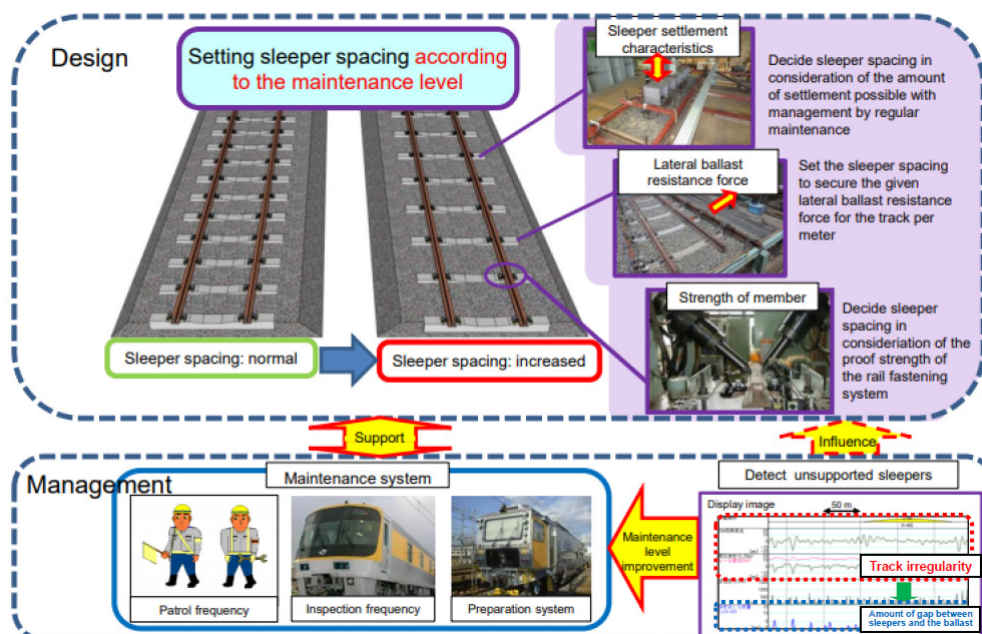 Design
Setting sleeper spacing according
to the maintenance level
Sleeper settlement
characteristics
Decide sleeper spacing in
consideration of the amount
of settlement possible with
management by regular
maintenance
Lateral ballast
resistance force
Set the sleeper spacing
to secure the given
lateral ballast resistance
force for the track per
meter
Strength of member
Decide sleeper
spacing in
consideriation of the
proof strength of
the rail fastening
system
Sleeper spacing: normal
Sleeper spacing: increased
Support
Influence
Management
Maintenance system
Patrol frequency
Inspection frequency
Preparation system
Maintenance
level
improvement
Detect unsupported sleepers
Display image
50 m
Track irregularity
Amount of gap between
sleepers and the ballast